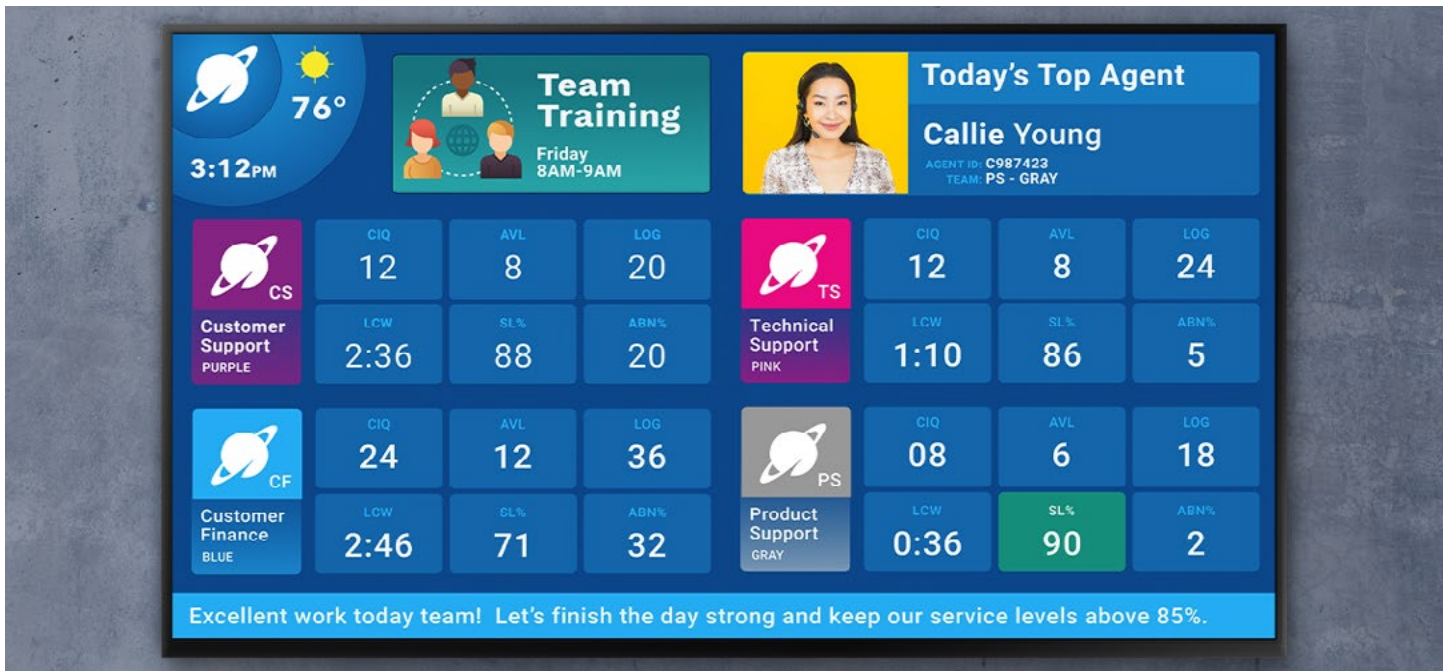 76°
3:12PM
Team
Training
Friday
8AM-9AM
Today's Top Agent
Callie Young
AGENT ID: C987423
TEAM: PS - GRAY
CS
Customer
Support
PURPLE
CIQ AVL LOG
12 8 20
LCW SL% ABN%
2:36 88 20
TS
Technical
Support
PINK
CIQ AVL LOG
12 8 24
LCW SL% ABN%
1:10 86 5
CF
Customer
Finance
BLUE
CIQ AVL LOG
24 12 36
LCW SL% ABN%
2:46 71 32
PS
Product
Support
GRAY
CIQ AVL LOG
08 6 18
LCW SL% ABN%
0:36 90 2
Excellent work today team! Let's finish the day strong and keep our service levels above 85%.